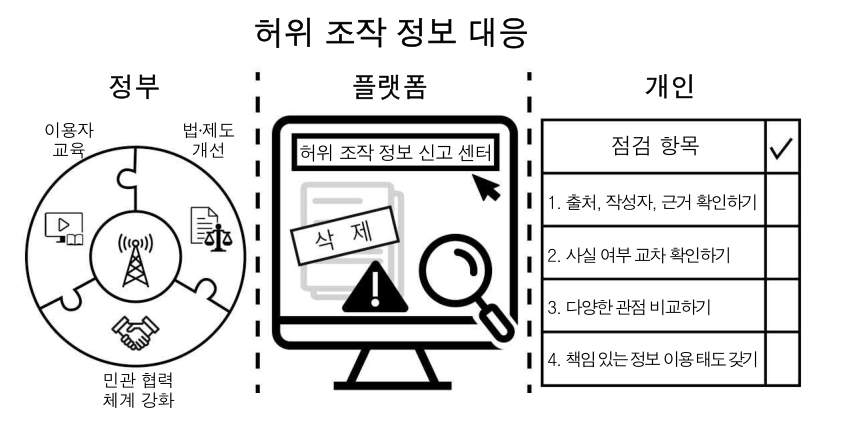 허위 조작 정보 대응
정부
이용자
교육
법·제도
개선
민관 협력
체계 강화
플랫폼
허위 조작 정보 신고 센터
삭제
개인
점검 항목
1. 출처, 작성자, 근거 확인하기
2. 사실 여부 교차 확인하기
3. 다양한 관점 비교하기
4. 책임 있는 정보 이용 태도 갖기